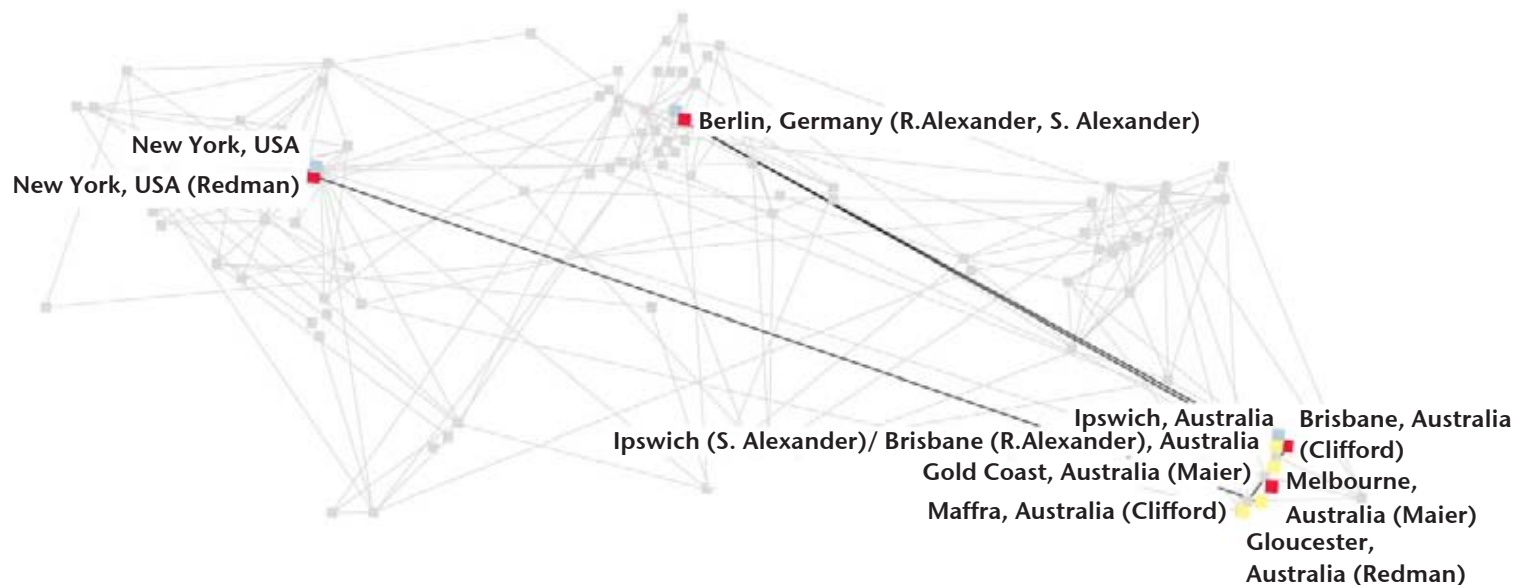 Berlin, Germany (R.Alexander, S. Alexander)
New York, USA
New York, USA (Redman)
Ipswich, Australia
Brisbane, Australia
(Clifford)
Ipswich (S. Alexander)/ Brisbane (R.Alexander), Australia
Gold Coast, Australia (Maier)
Melbourne,
Australia (Maier)
Maffra, Australia (Clifford)
Gloucester,
Australia (Redman)